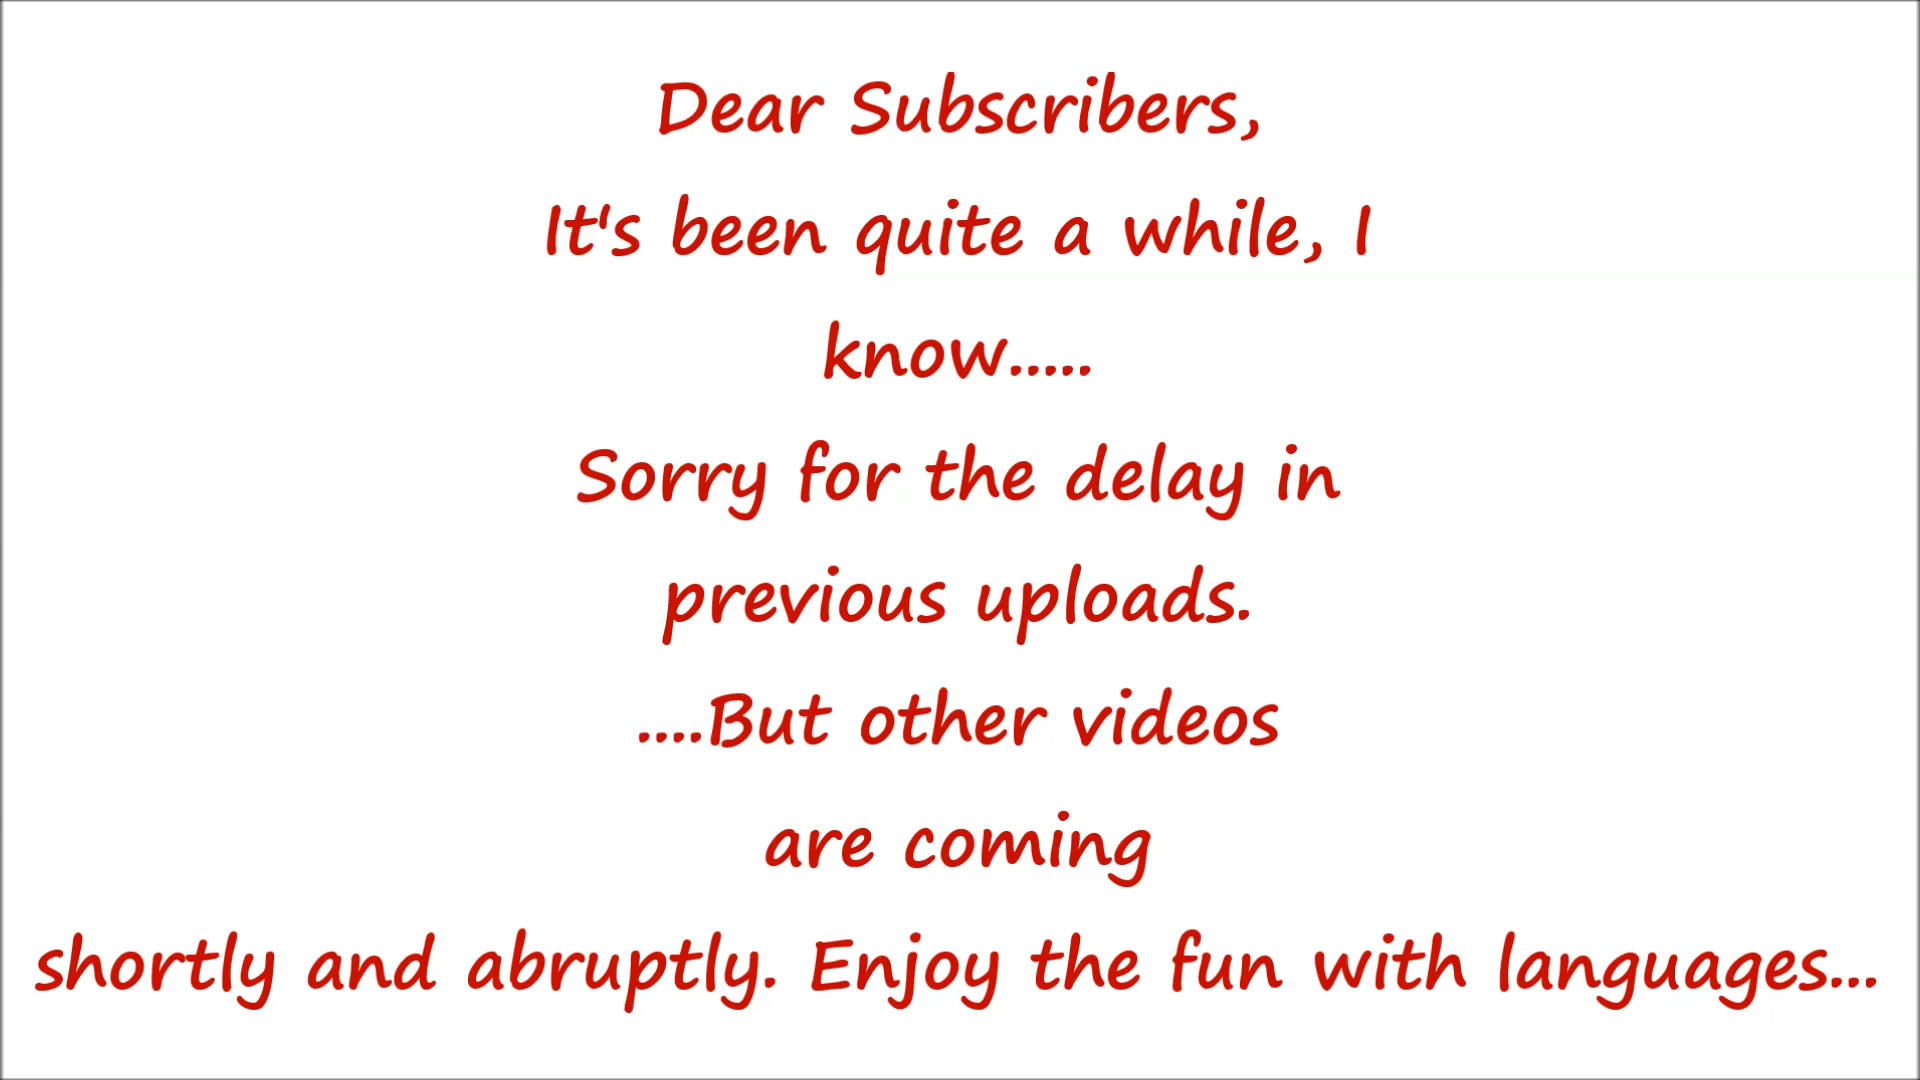 Dear Subscribers,
It's been quite a while, I
know.....
Sorry for the delay in
previous uploads.
....But other videos
are coming
shortly and abruptly. Enjoy the fun with languages...